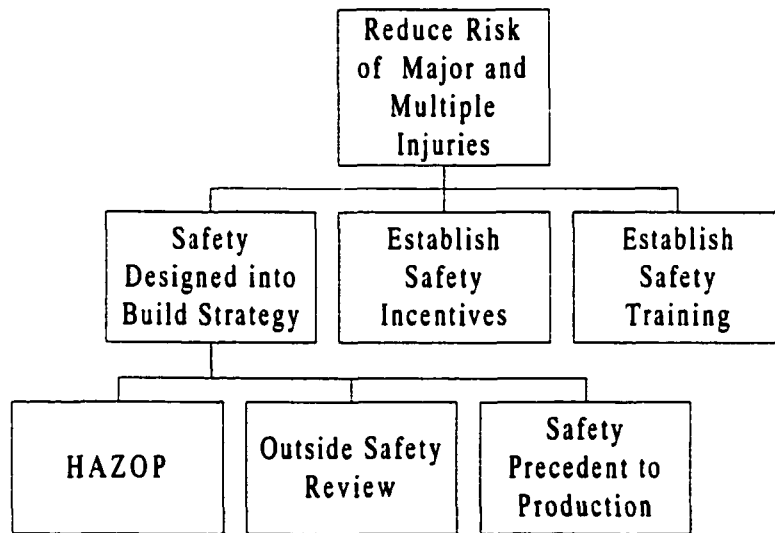 Reduce Risk
of Major and
Multiple
Injuries
Safety
Designed into
Build Strategy
Establish
Safety
Incentives
Establish
Safety
Training
HAZOP
Outside Safety
Review
Safety
Precedent to
Production